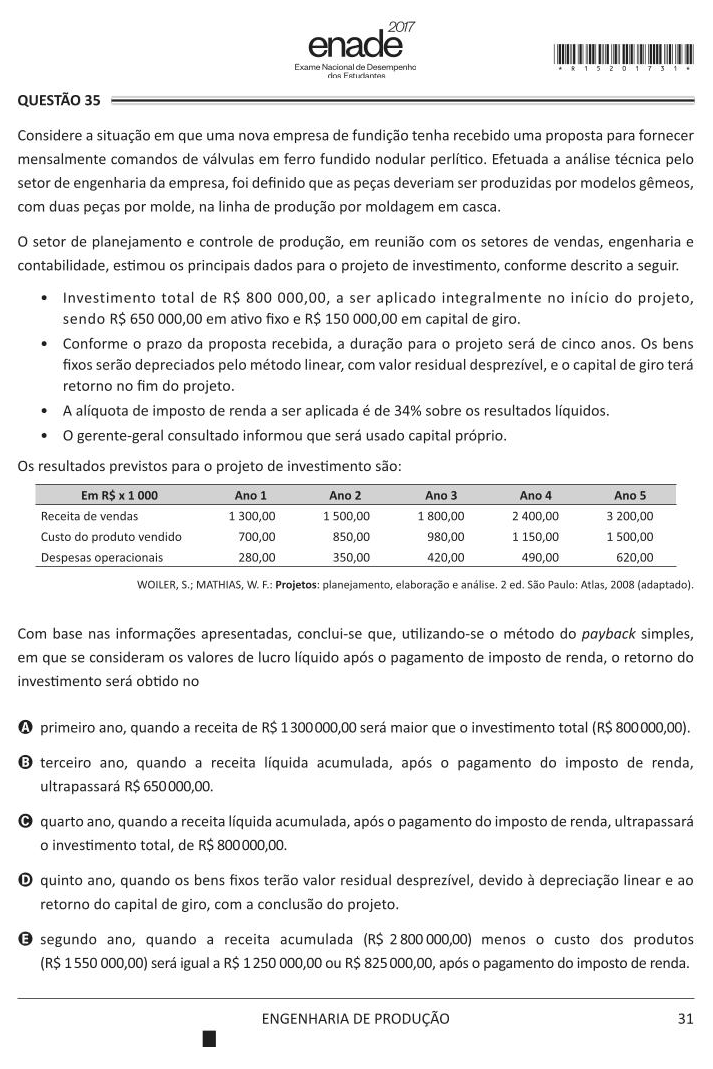 2017
enade
Exame Nacional de Desempenho
dos Estudantes
* R 1 5 2 0 1 7 3 1 *
QUESTÃO 35
Considere a situação em que uma nova empresa de fundição tenha recebido uma proposta para fornecer
mensalmente comandos de válvulas em ferro fundido nodular perlítico. Efetuada a análise técnica pelo
setor de engenharia da empresa, foi definido que as peças deveriam ser produzidas por modelos gêmeos,
com duas peças por molde, na linha de produção por moldagem em casca.
O setor de planejamento e controle de produção, em reunião com os setores de vendas, engenharia e
contabilidade, estimou os principais dados para o projeto de investimento, conforme descrito a seguir.
• Investimento total de R$ 800 000,00, a ser aplicado integralmente no início do projeto,
sendo R$ 650 000,00 em ativo fixo e R$ 150 000,00 em capital de giro.
• Conforme o prazo da proposta recebida, a duração para o projeto será de cinco anos. Os bens
fixos serão depreciados pelo método linear, com valor residual desprezível, e o capital de giro terá
retorno no fim do projeto.
• A alíquota de imposto de renda a ser aplicada é de 34% sobre os resultados líquidos.
• O gerente-geral consultado informou que será usado capital próprio.
Os resultados previstos para o projeto de investimento são:
Em R$ x 1 000 Ano 1 Ano 2 Ano 3 Ano 4 Ano 5
Receita de vendas 1 300,00 1 500,00 1 800,00 2 400,00 3 200,00
Custo do produto vendido 700,00 850,00 980,00 1 150,00 1 500,00
Despesas operacionais 280,00 350,00 420,00 490,00 620,00
WOILER, S.; MATHIAS, W. F.: Projetos: planejamento, elaboração e análise. 2 ed. São Paulo: Atlas, 2008 (adaptado).
Com base nas informações apresentadas, conclui-se que, utilizando-se o método do payback simples,
em que se consideram os valores de lucro líquido após o pagamento de imposto de renda, o retorno do
investimento será obtido no
A primeiro ano, quando a receita de R$ 1 300 000,00 será maior que o investimento total (R$ 800 000,00).
B terceiro ano, quando a receita líquida acumulada, após o pagamento do imposto de renda,
ultrapassará R$ 650 000,00.
C quarto ano, quando a receita líquida acumulada, após o pagamento do imposto de renda, ultrapassará
o investimento total, de R$ 800 000,00.
D quinto ano, quando os bens fixos terão valor residual desprezível, devido à depreciação linear e ao
retorno do capital de giro, com a conclusão do projeto.
E segundo ano, quando a receita acumulada (R$ 2 800 000,00) menos o custo dos produtos
(R$ 1 550 000,00) será igual a R$ 1 250 000,00 ou R$ 825 000,00, após o pagamento do imposto de renda.
ENGENHARIA DE PRODUÇÃO
31